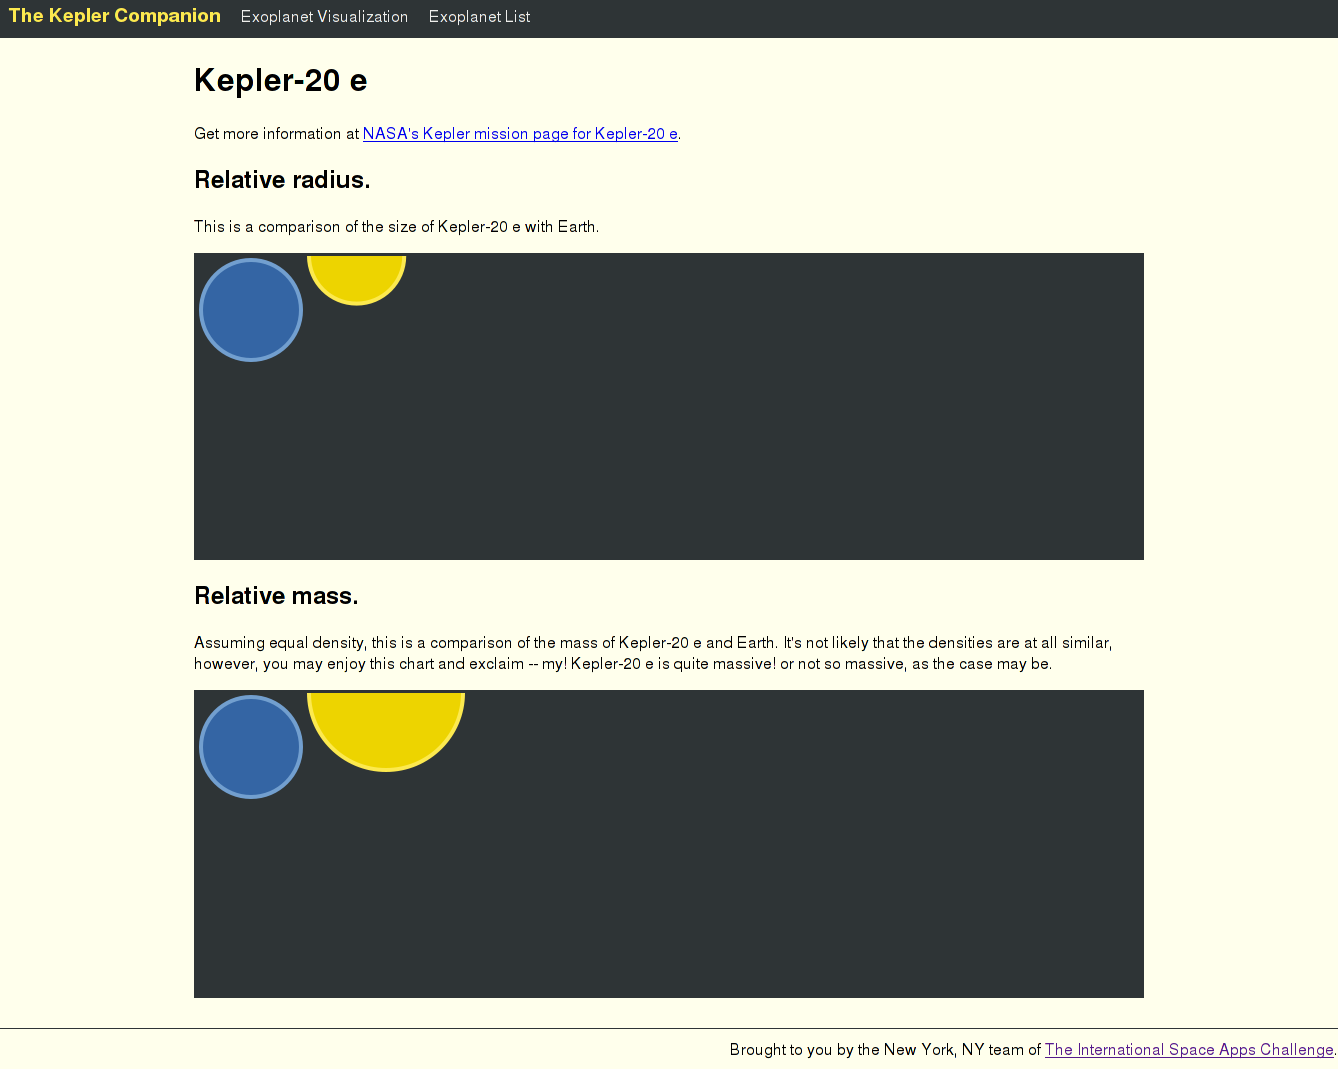 The Kepler Companion Exoplanet Visualization Exoplanet List
Kepler-20 e
Get more information at NASA's Kepler mission page for Kepler-20 e.
Relative radius.
This is a comparison of the size of Kepler-20 e with Earth.
Relative mass.
Assuming equal density, this is a comparison of the mass of Kepler-20 e and Earth. It's not likely that the densities are at all similar,
however, you may enjoy this chart and exclaim -- my! Kepler-20 e is quite massive! or not so massive, as the case may be.
Brought to you by the New York, NY team of The International Space Apps Challenge.